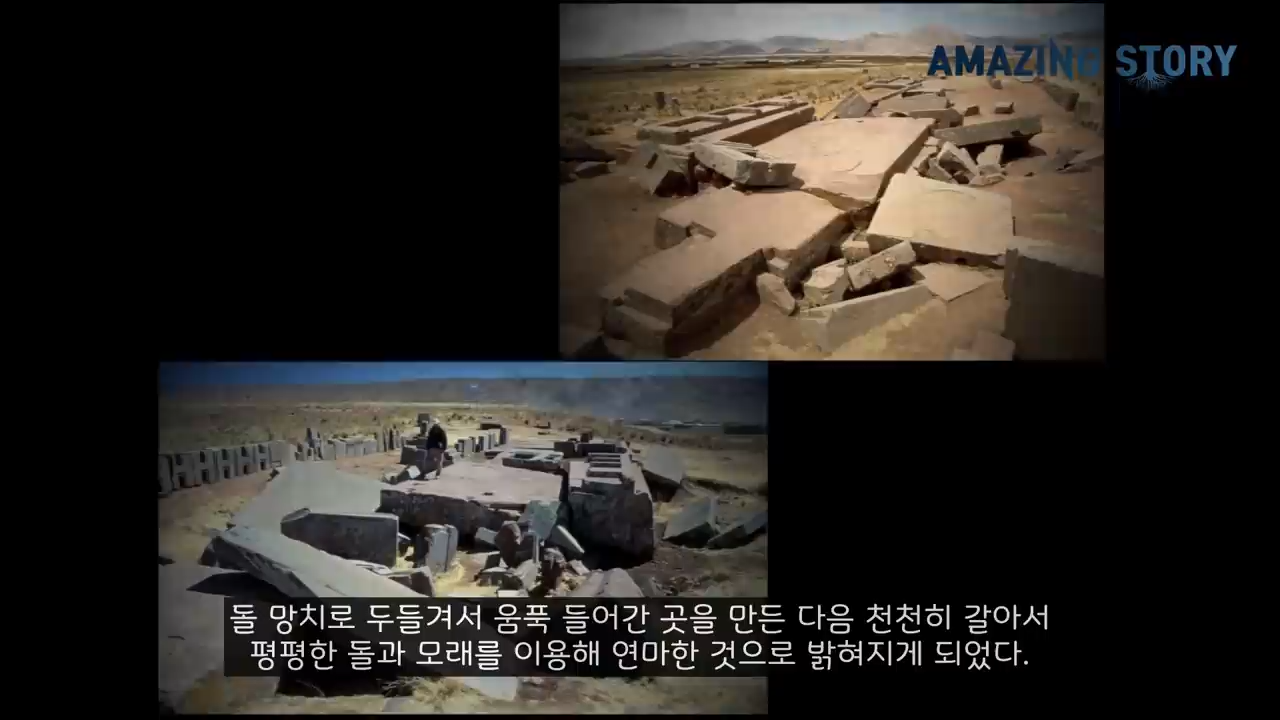 AMAZING STORY
돌 망치로 두들겨서 움푹 들어간 곳을 만든 다음 천천히 갈아서
평평한 돌과 모래를 이용해 연마한 것으로 밝혀지게 되었다.